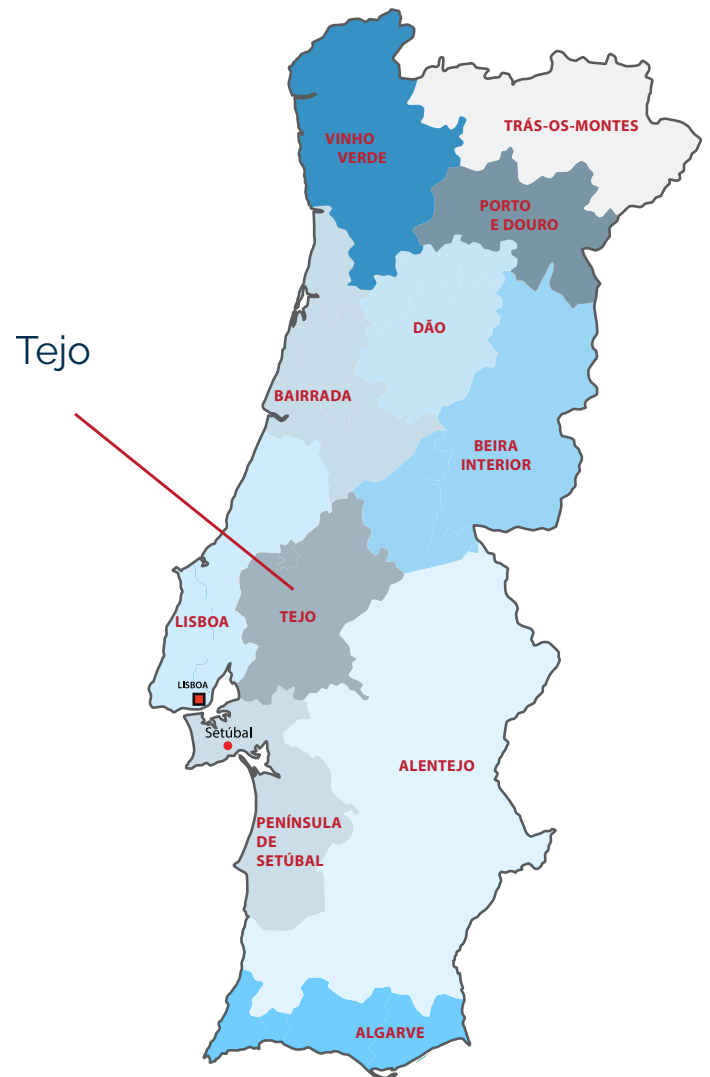 VINHO
VERDE
TRÁS-OS-MONTES
PORTO
E DOURO
DÃO
Tejo
BAIRRADA
BEIRA
INTERIOR
LISBOA
TEJO
LISBOA
Setúbal
ALENTEJO
PENÍNSULA
DE
SETÚBAL
ALGARVE